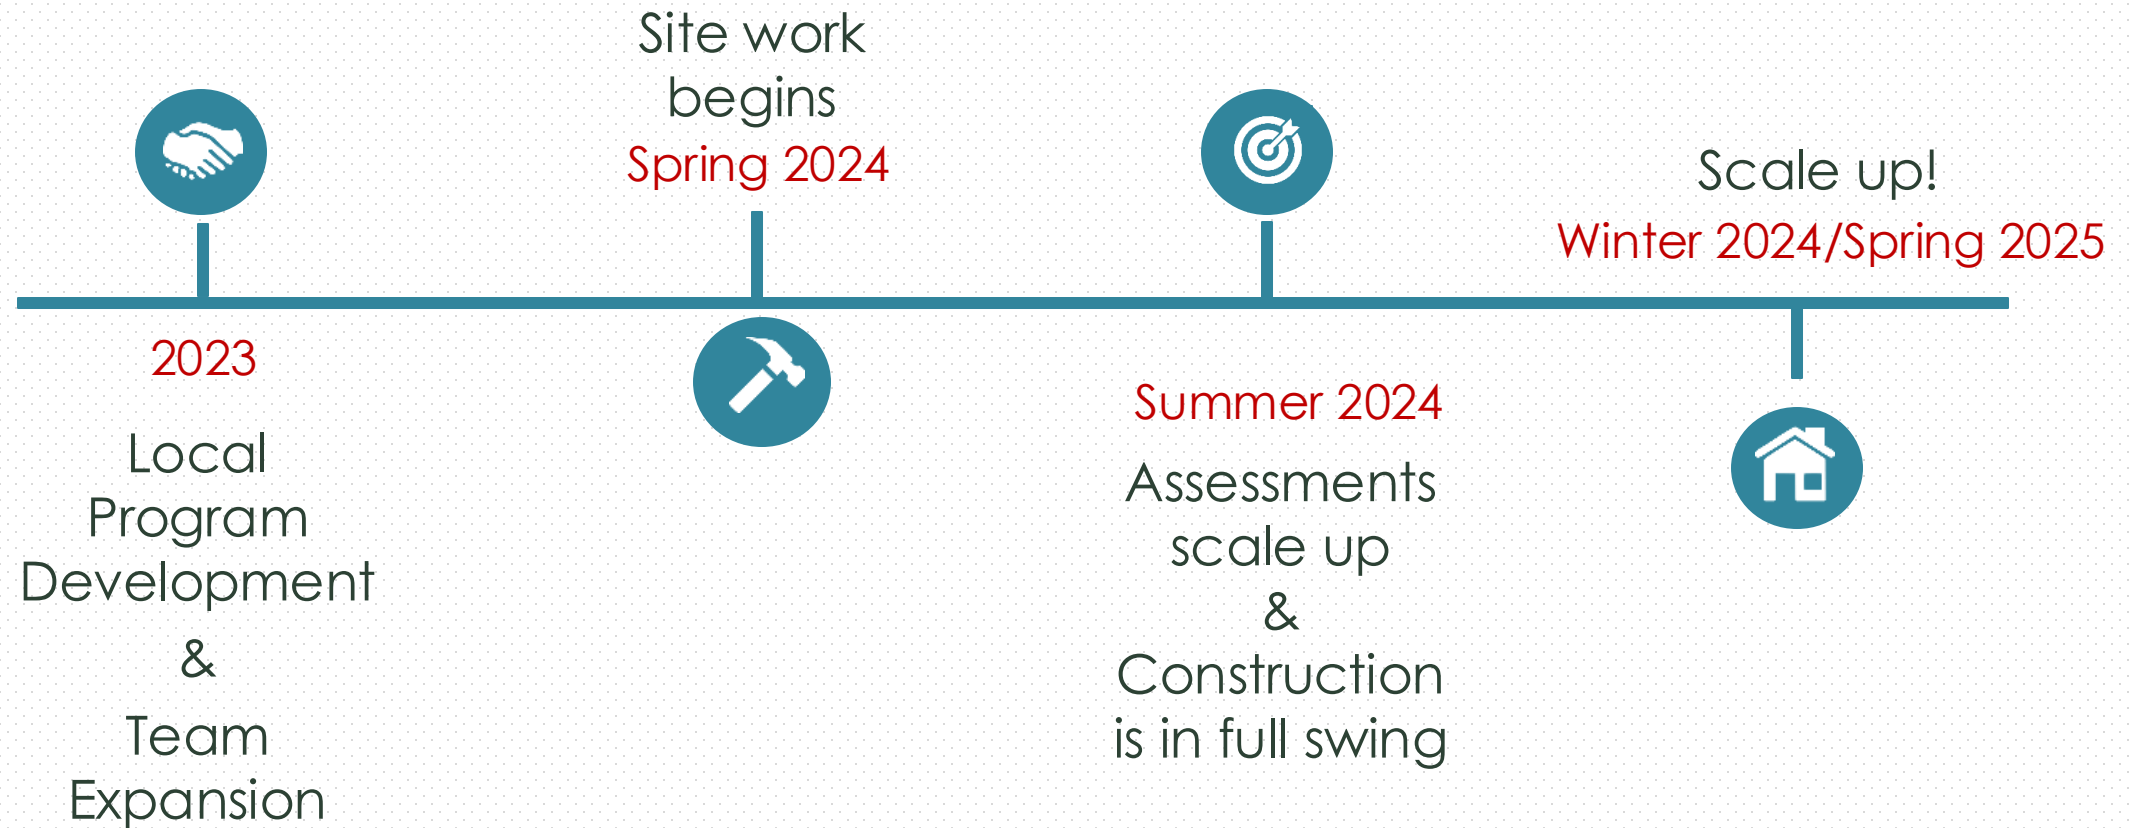 Site work
begins
Spring 2024
Scale up!
Winter 2024/Spring 2025
2023
Local
Program
Development
&
Team
Expansion
Summer 2024
Assessments
scale up
&
Construction
is in full swing